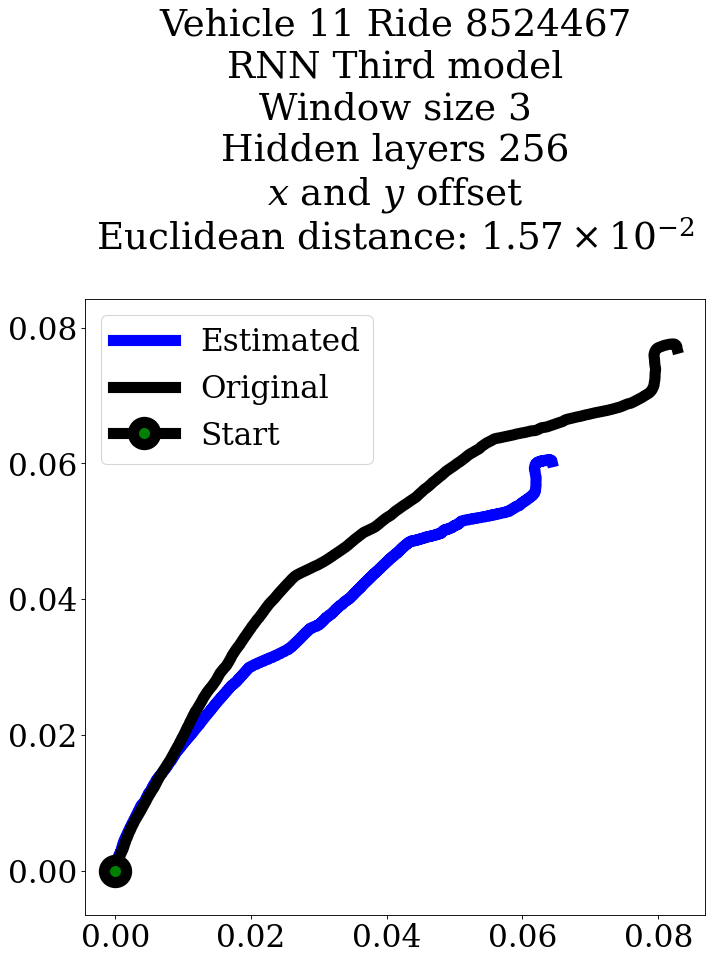 Vehicle 11 Ride 8524467
RNN Third model
Window size 3
Hidden layers 256
x and y offset
Euclidean distance: 1.57 × 10⁻²
Estimated
Original
Start
0.08
0.06
0.04
0.02
0.00
0.00 0.02 0.04 0.06 0.08